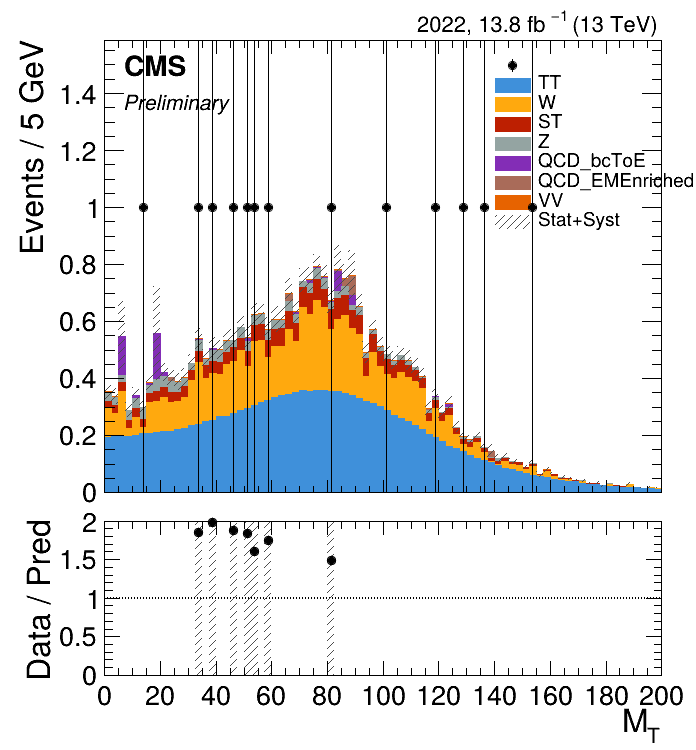 2022, 13.8 fb⁻¹ (13 TeV)
CMS
Preliminary
TT
W
ST
Z
QCD_bcToE
QCD_EMEnriched
VV
Stat+Syst
Events / 5 GeV
1.4
1.2
1
0.8
0.6
0.4
0.2
0
Data / Pred
2
1.5
1
0.5
0
0 20 40 60 80 100 120 140 160 180 200
M_T